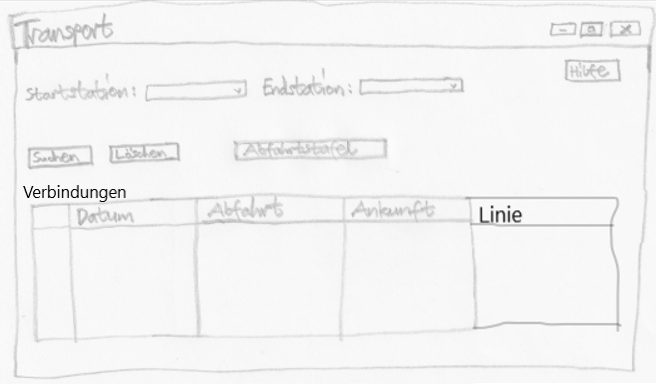 Transport
Startstation: Endstation: Hilfe
Suchen Löschen Abfahrtstafel
Verbindungen
Datum Abfahrt Ankunft Linie